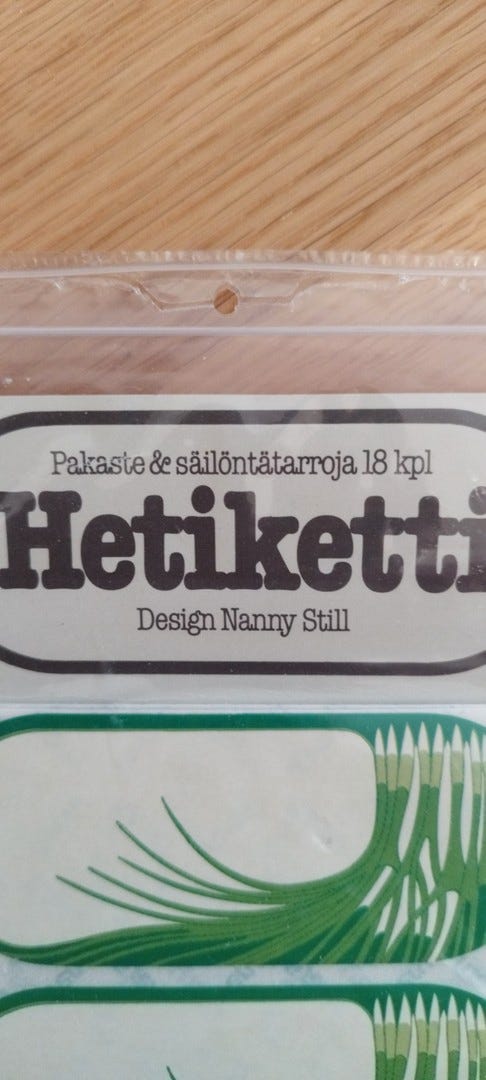 Pakaste & säilöntätarroja 18 kpl
Hetiketti
Design Nanny Still